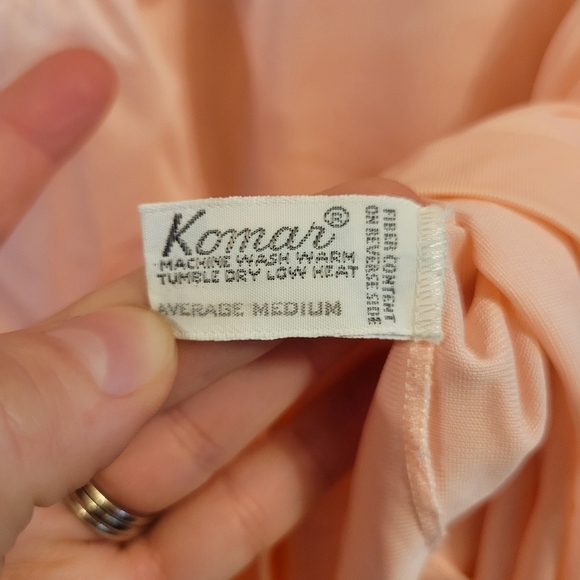 Komar®
MACHINE WASH WARM
TUMBLE DRY LOW HEAT
AVERAGE MEDIUM
FIBER CONTENT
ON REVERSE SIDE